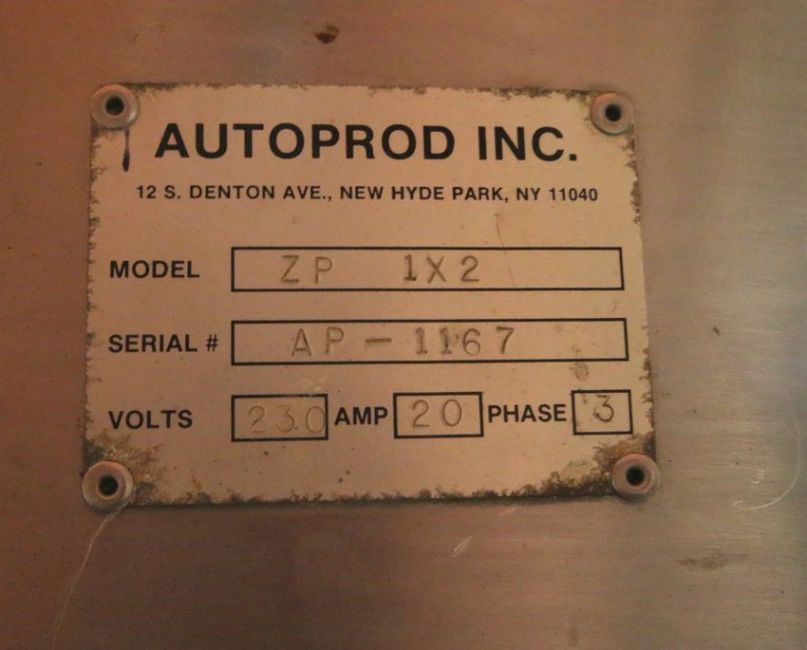 AUTOPROD INC.
12 S. DENTON AVE., NEW HYDE PARK, NY 11040
MODEL ZP 1X2
SERIAL # AP-1167
VOLTS 230 AMP 20 PHASE 3